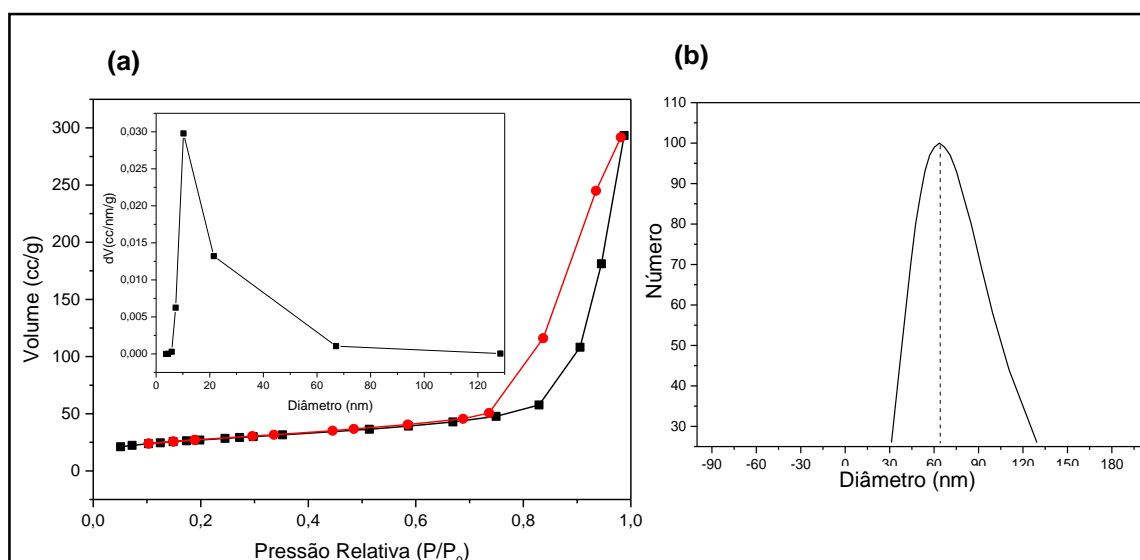 (a)
300
250
200
150
100
50
0
Volume (cc/g)
0,0 0,2 0,4 0,6 0,8 1,0
Pressão Relativa (P/P₀)
0,030
0,025
0,020
0,015
0,010
0,005
0,000
dV(cc/nm/g)
0 20 40 60 80 100 120
Diâmetro (nm)
(b)
110
100
90
80
70
60
50
40
30
Número
-90 -60 -30 0 30 60 90 120 150 180
Diâmetro (nm)